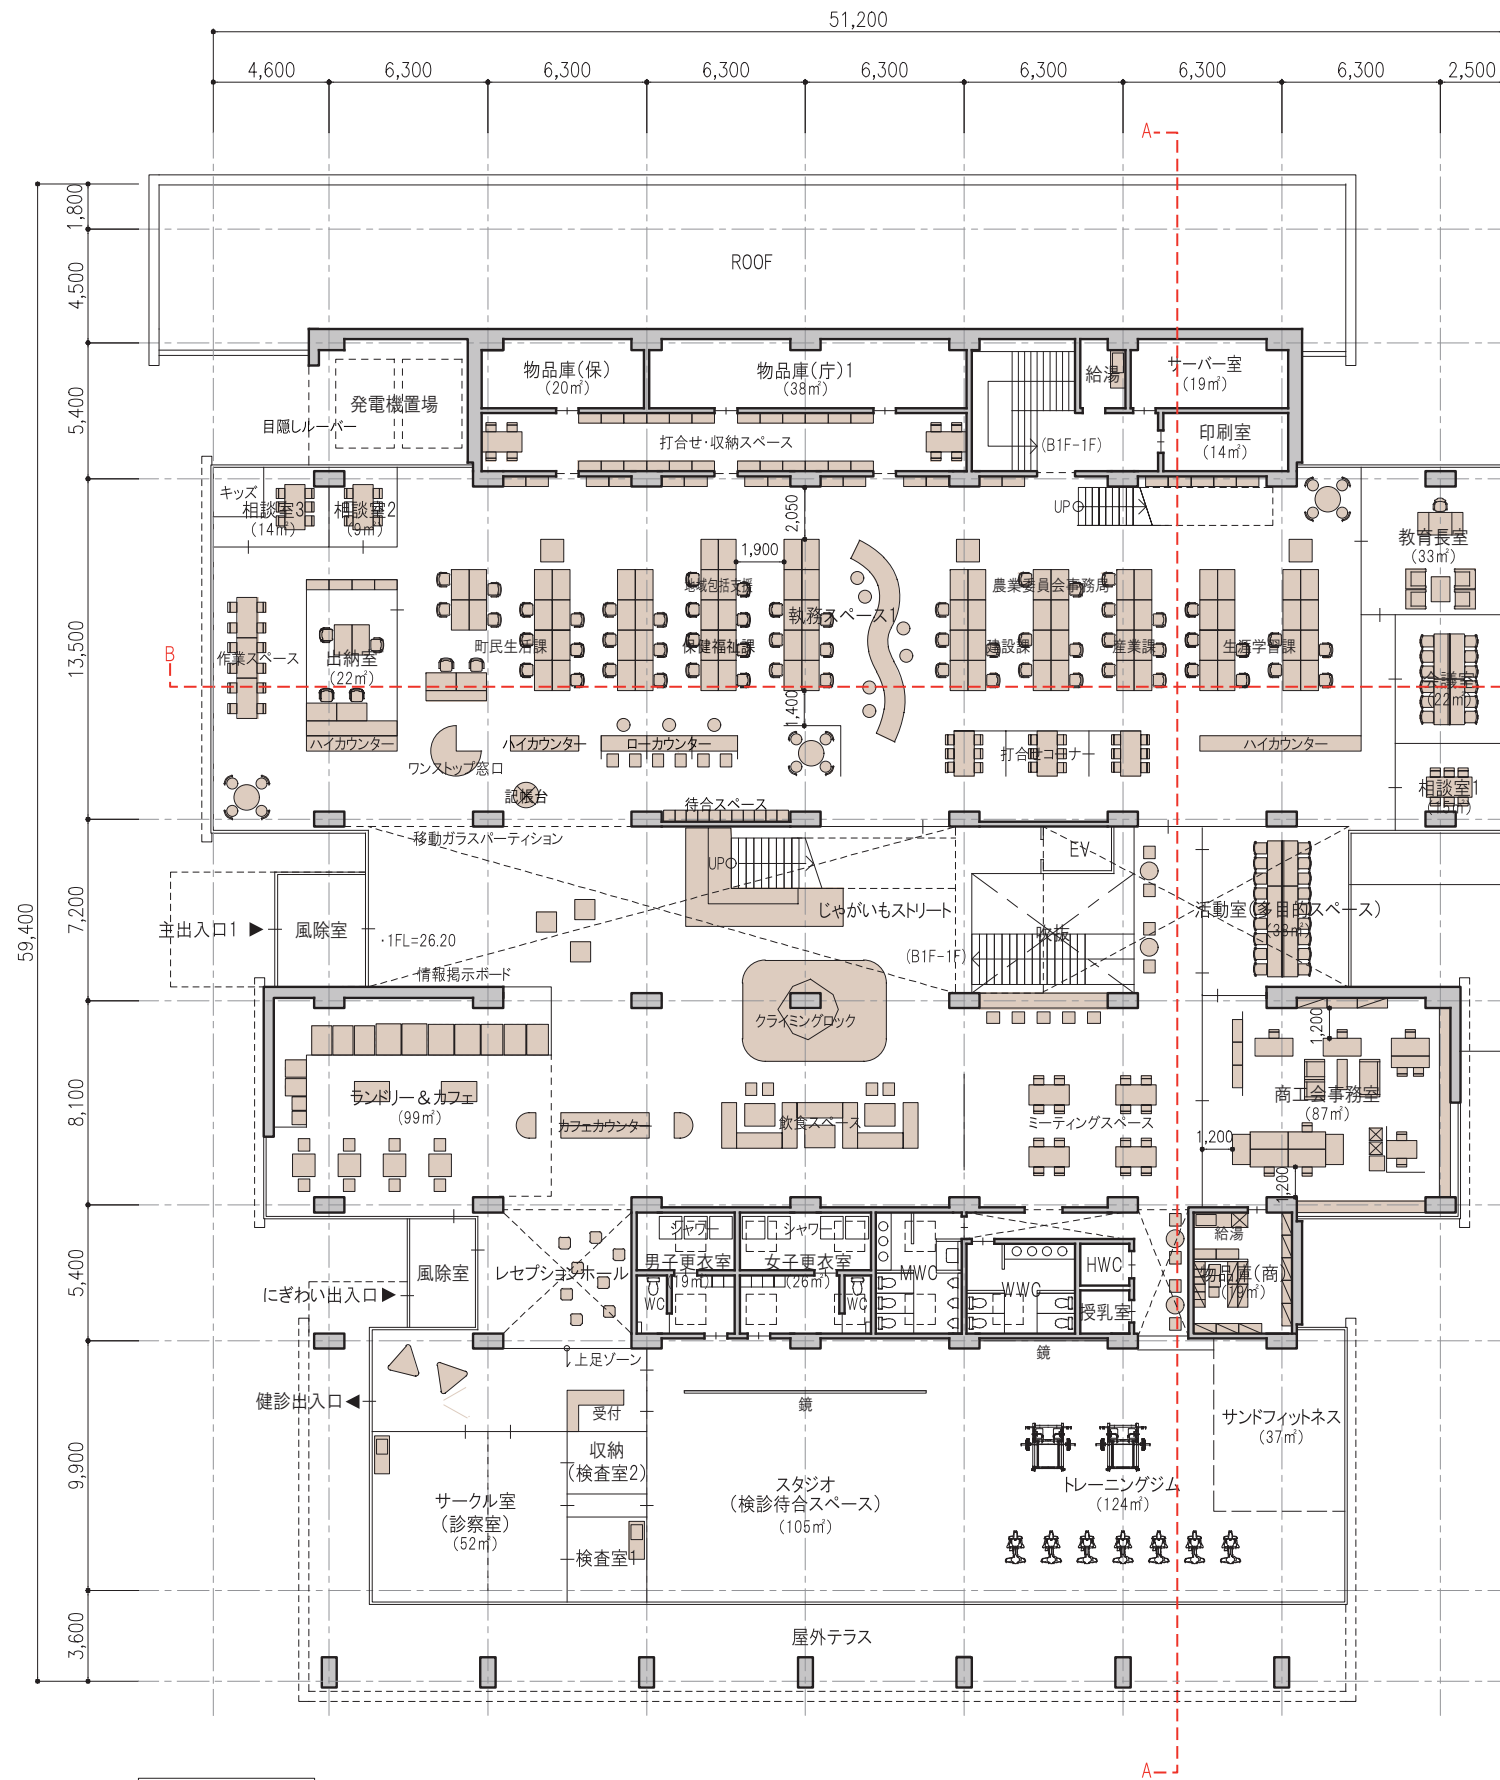 51,200
4,600
6,300
6,300
6,300
6,300
6,300
6,300
6,300
2,500
A
59,400
1,800
4,500
5,400
13,500
7,200
8,100
5,400
9,900
3,600
ROOF
物品庫(保)
(20㎡)
物品庫(庁)1
(38㎡)
給湯
サーバー室
(19㎡)
発電機置場
目隠しルーバー
打合せ・収納スペース
(B1F-1F)
印刷室
(14㎡)
キッズ
相談室3
(14㎡)
相談室2
(9㎡)
2,050
1,900
UP
教育長室
(33㎡)
地域包括支援
執務スペース1
農業委員会事務局
B
作業スペース
出納室
(22㎡)
町民生活課
保健福祉課
建設課
産業課
生涯学習課
会議室
(22㎡)
1,400
ハイカウンター
ワンストップ窓口
ハイカウンター
ローカウンター
打合せコーナー
ハイカウンター
記帳台
待合スペース
相談室1
(15㎡)
移動ガラスパーティション
UP
EV
主出入口1
風除室
・1FL=26.20
じゃがいもストリート
吹抜
活動室(多目的スペース)
(33㎡)
(B1F-1F)
情報掲示ボード
クライミングロック
1,200
ランドリー&カフェ
(99㎡)
カフェカウンター
飲食スペース
ミーティングスペース
商工会事務室
(87㎡)
1,200
1,200
風除室
にぎわい出入口
レセプションホール
シャワー
男子更衣室
(19㎡)
WC
シャワー
女子更衣室
(26㎡)
WC
MWC
WWC
HWC
授乳室
給湯
物品庫(商)
(19㎡)
鏡
上足ゾーン
健診出入口
受付
鏡
サンドフィットネス
(37㎡)
収納
(検査室2)
サークル室
(診察室)
(52㎡)
検査室1
スタジオ
(検診待合スペース)
(105㎡)
トレーニングジム
(124㎡)
屋外テラス
A